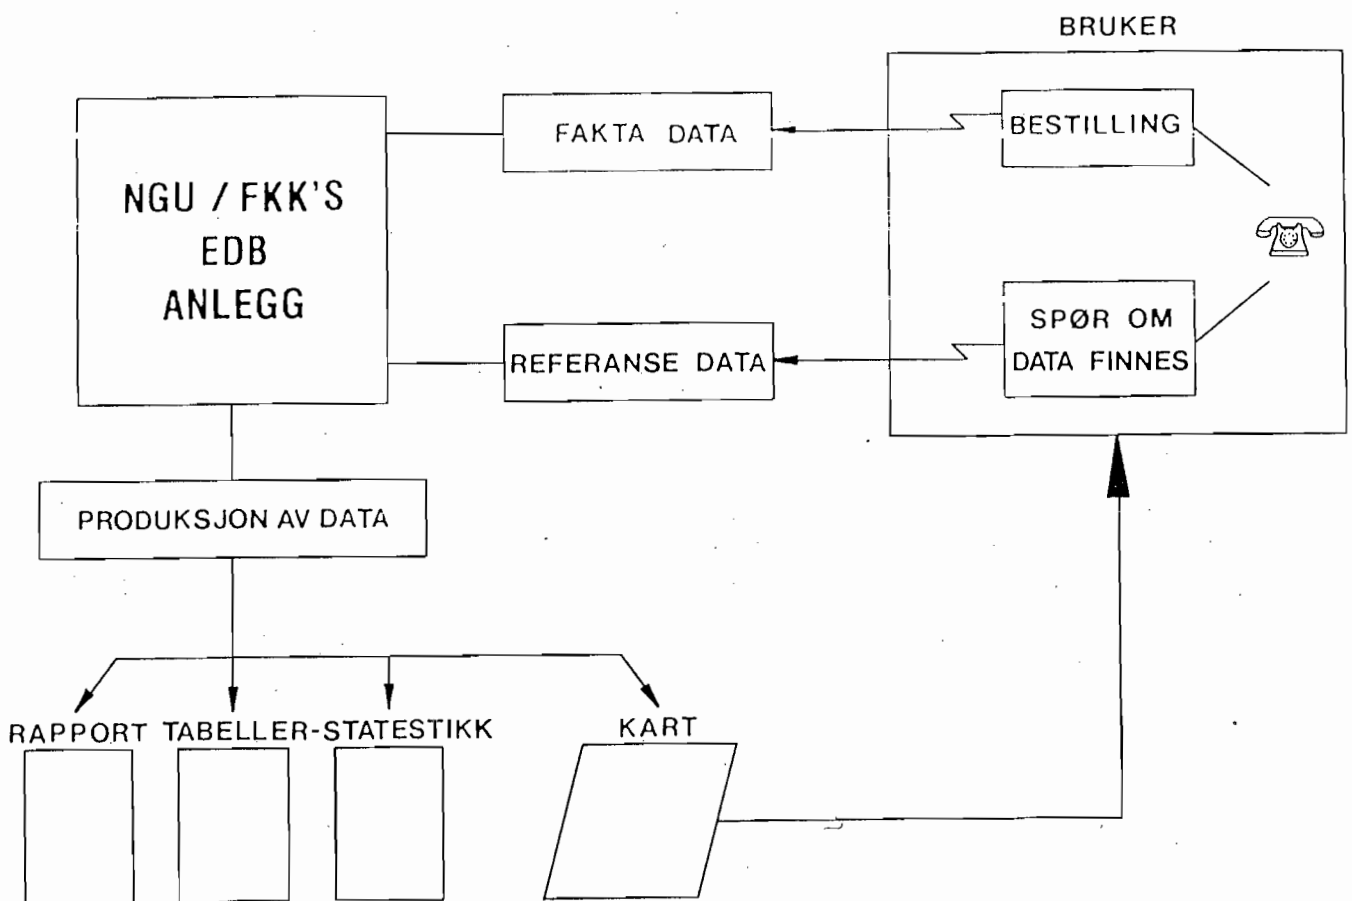 BRUKER
FAKTA DATA
BESTILLING
NGU / FKK'S
EDB
ANLEGG
REFERANSE DATA
SPØR OM
DATA FINNES
PRODUKSJON AV DATA
RAPPORT TABELLER-STATESTIKK
KART